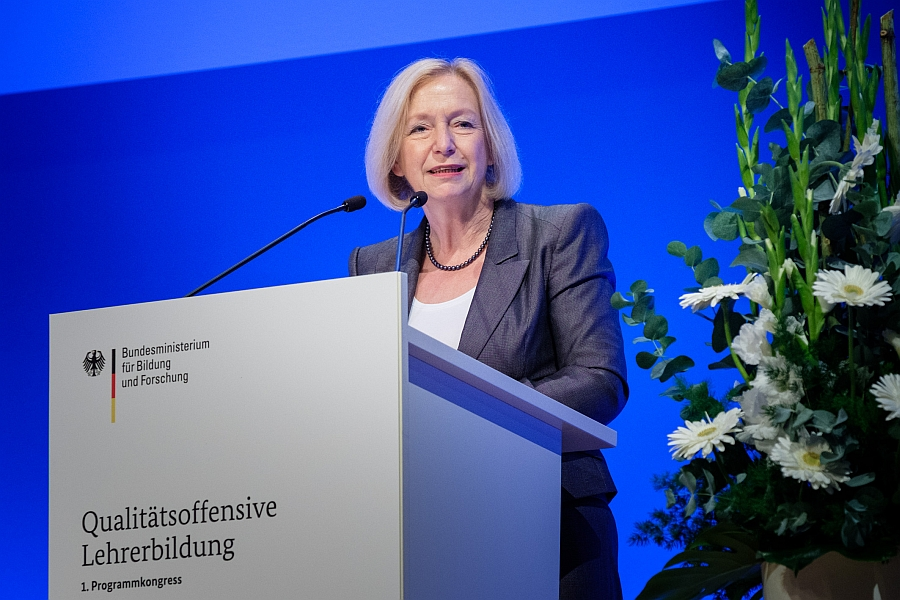 Bundesministerium
für Bildung
und Forschung
Qualitätsoffensive
Lehrerbildung
1. Programmkongress